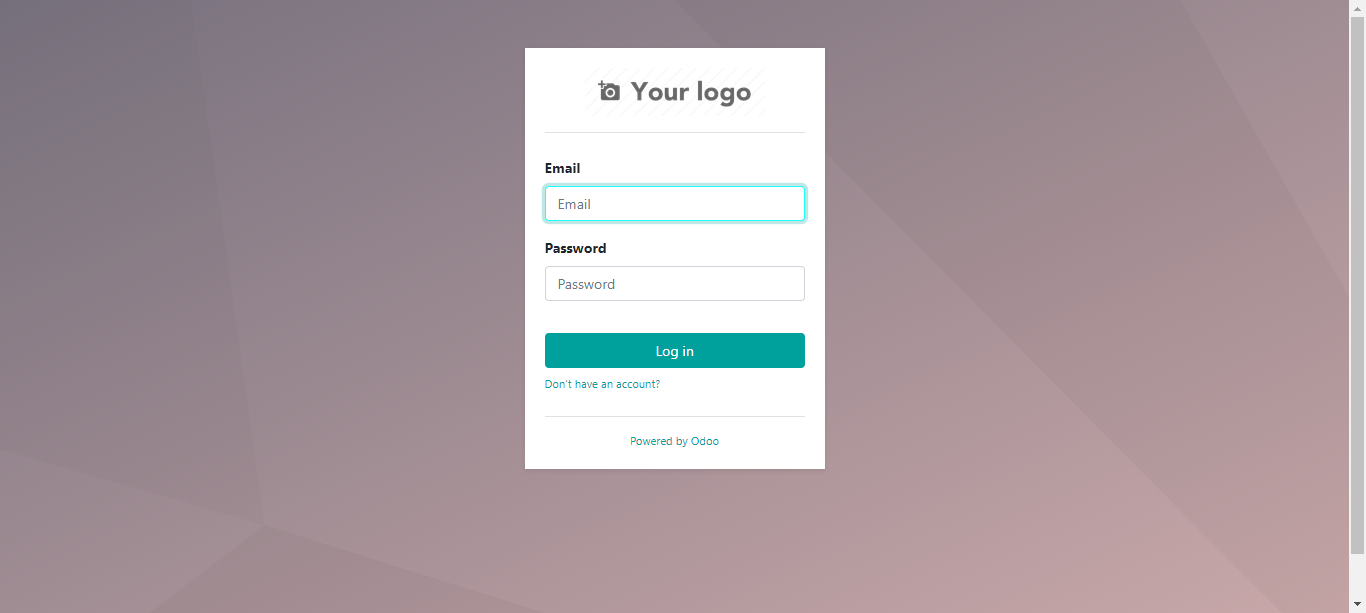 Your logo
Email
Email
Password
Password
Log in
Don't have an account?
Powered by Odoo